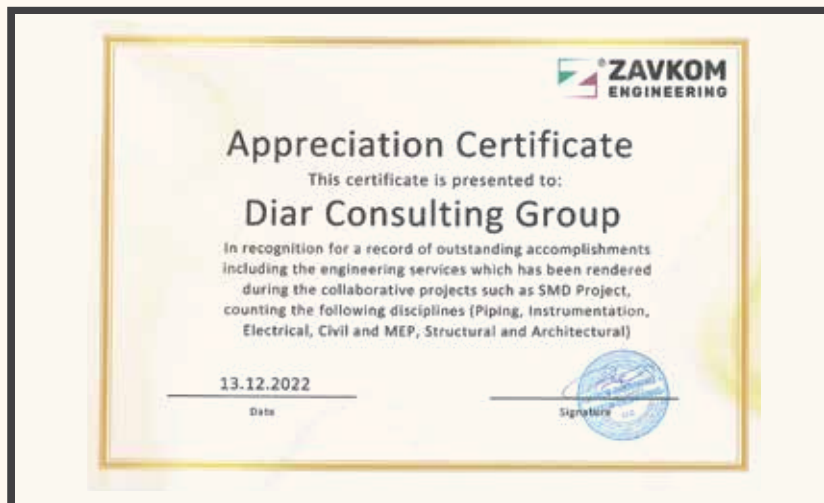 ZAVKOM
ENGINEERING
Appreciation Certificate
This certificate is presented to:
Diar Consulting Group
In recognition for a record of outstanding accomplishments
including the engineering services which has been rendered
during the collaborative projects such as SMD Project,
counting the following disciplines (Piping, Instrumentation,
Electrical, Civil and MEP, Structural and Architectural)
13.12.2022
Date
Signature